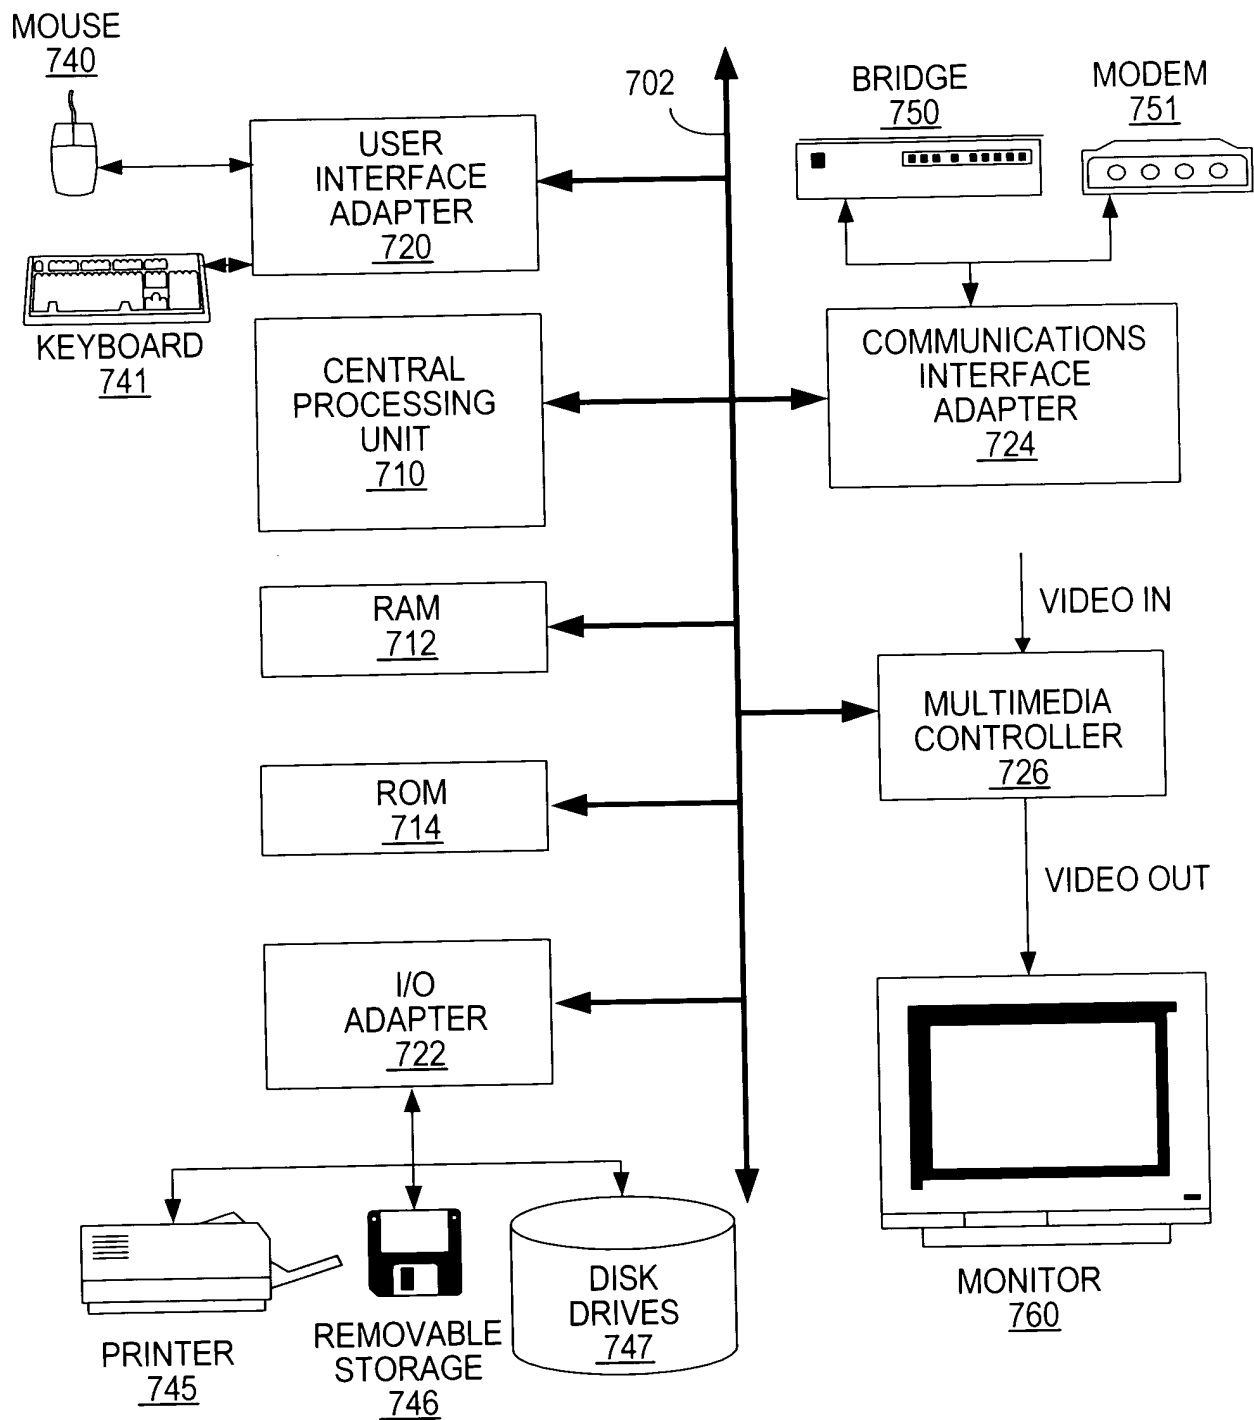 MOUSE
740
702
BRIDGE
750
MODEM
751
USER
INTERFACE
ADAPTER
720
KEYBOARD
741
CENTRAL
PROCESSING
UNIT
710
COMMUNICATIONS
INTERFACE
ADAPTER
724
RAM
712
VIDEO IN
MULTIMEDIA
CONTROLLER
726
ROM
714
VIDEO OUT
I/O
ADAPTER
722
PRINTER
745
REMOVABLE
STORAGE
746
DISK
DRIVES
747
MONITOR
760